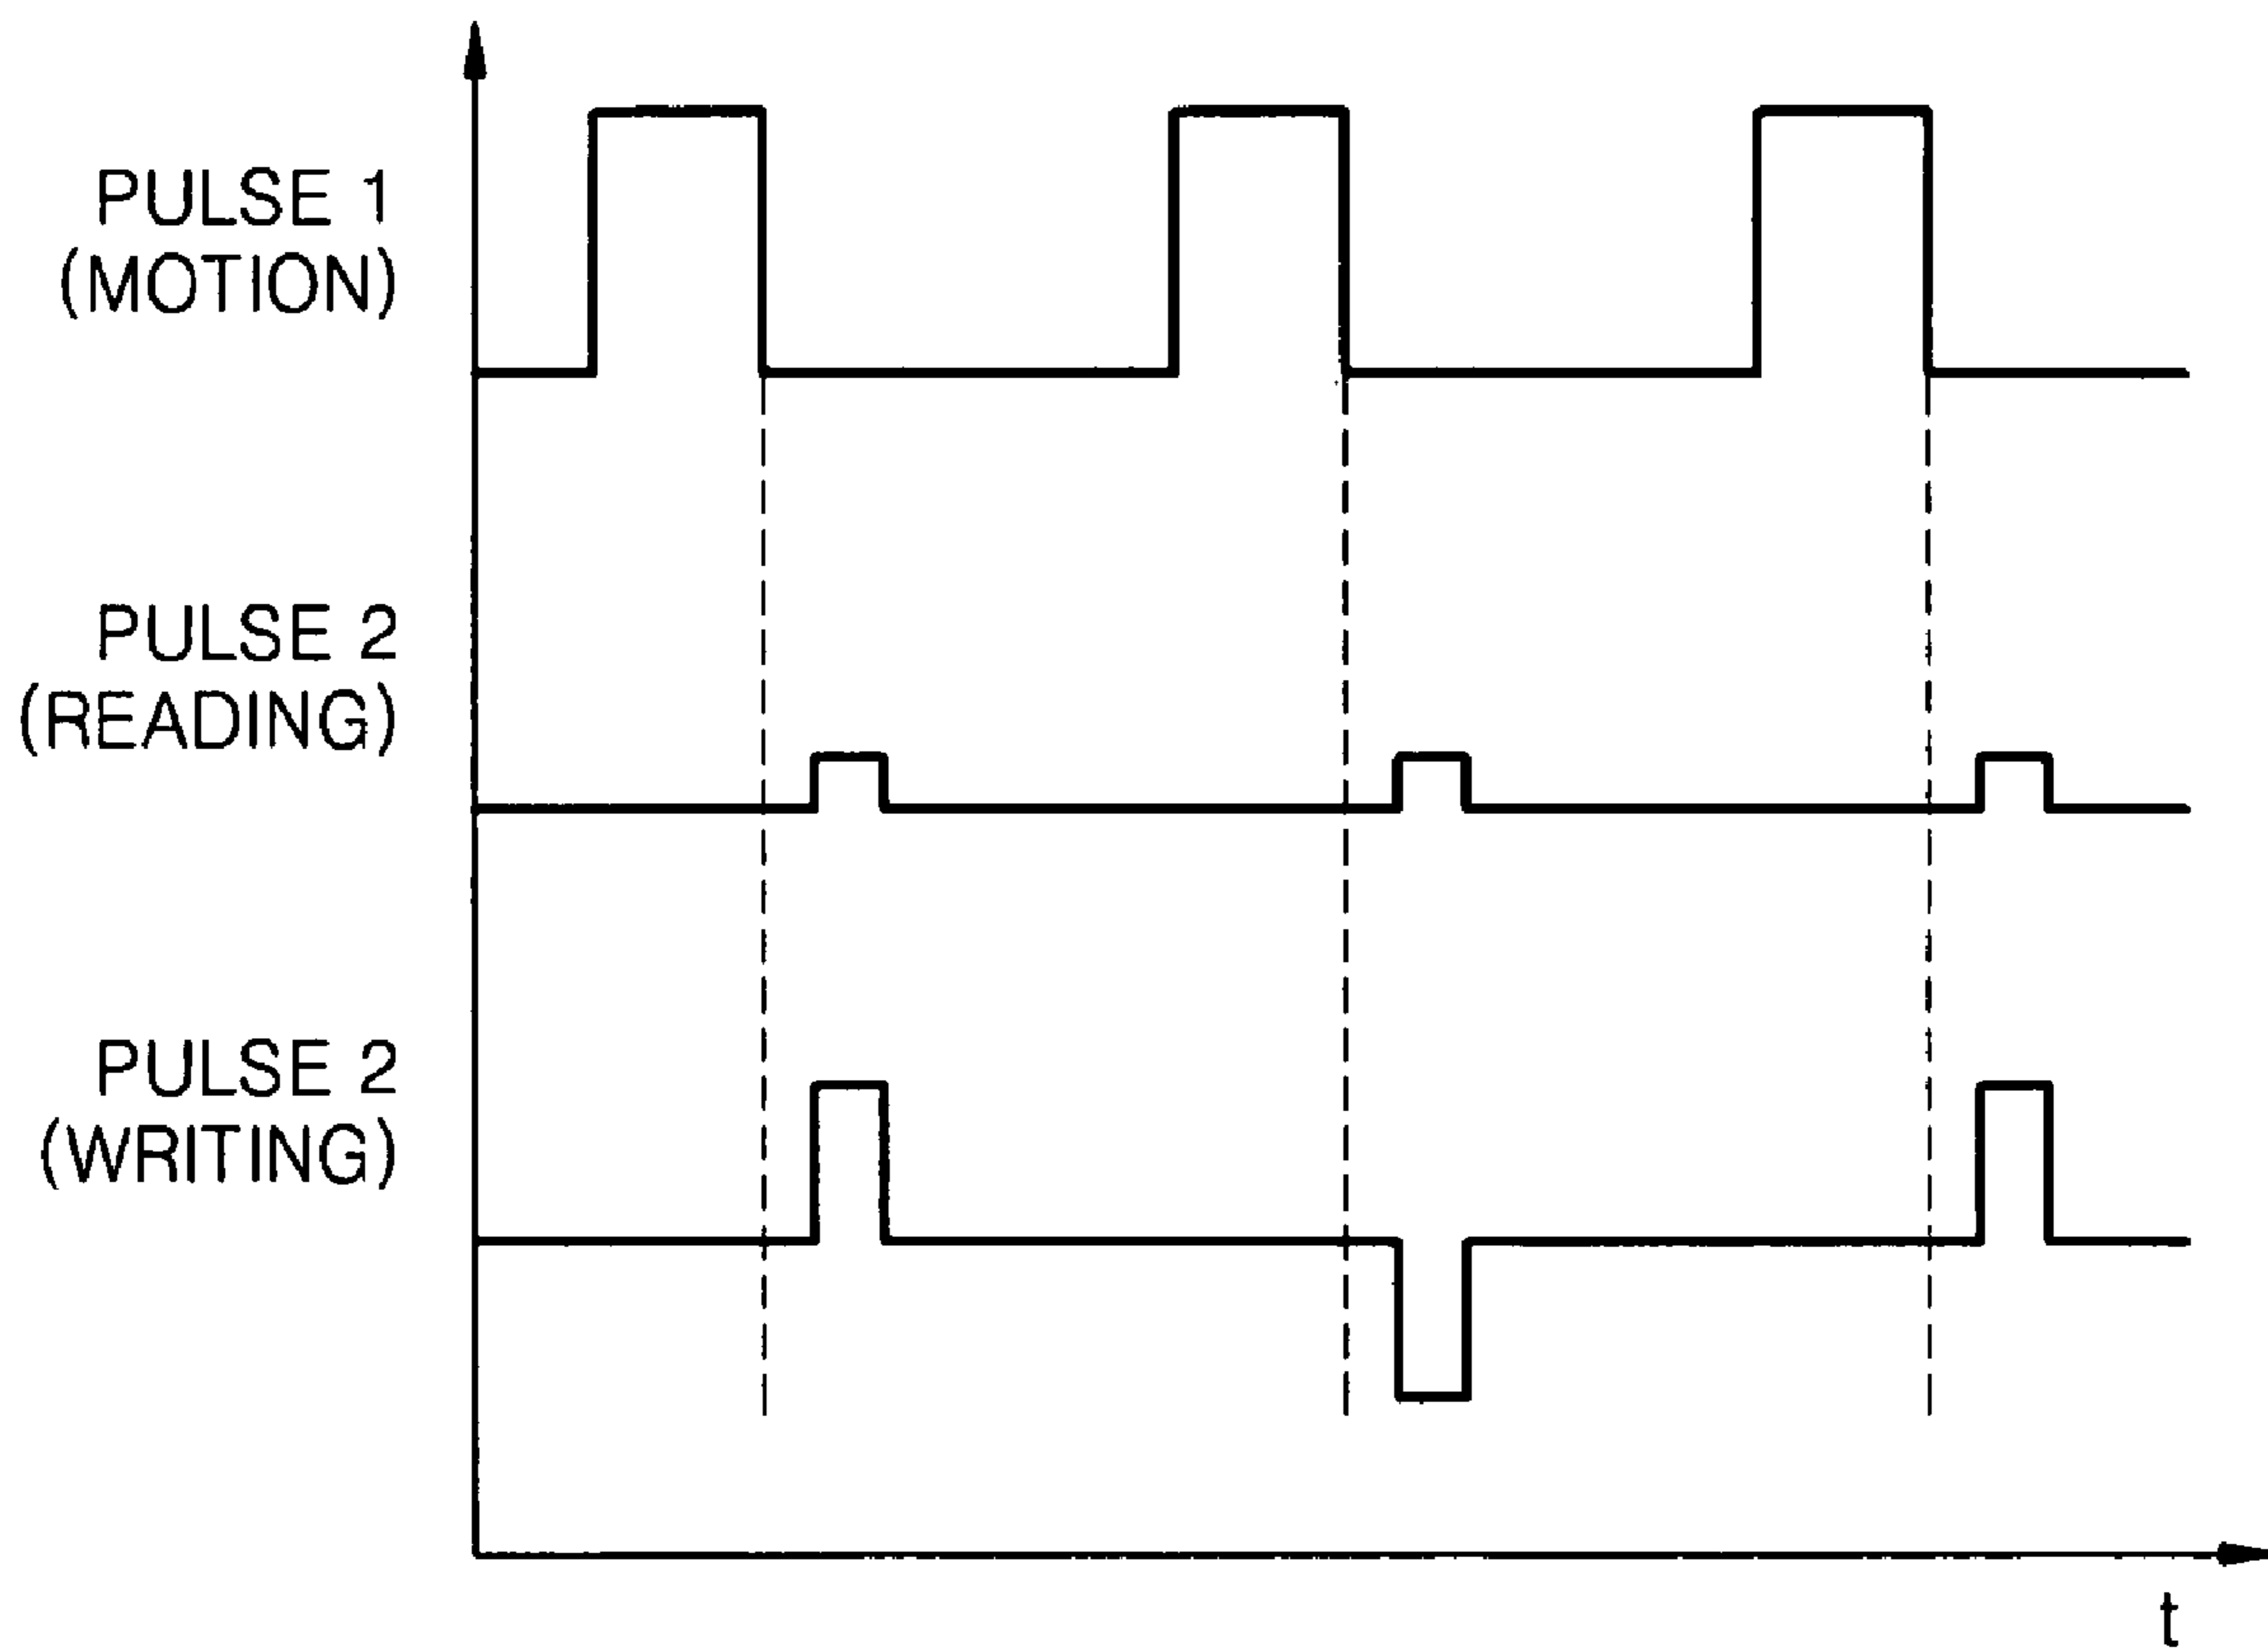 PULSE 1
(MOTION)
PULSE 2
(READING)
PULSE 2
(WRITING)
t